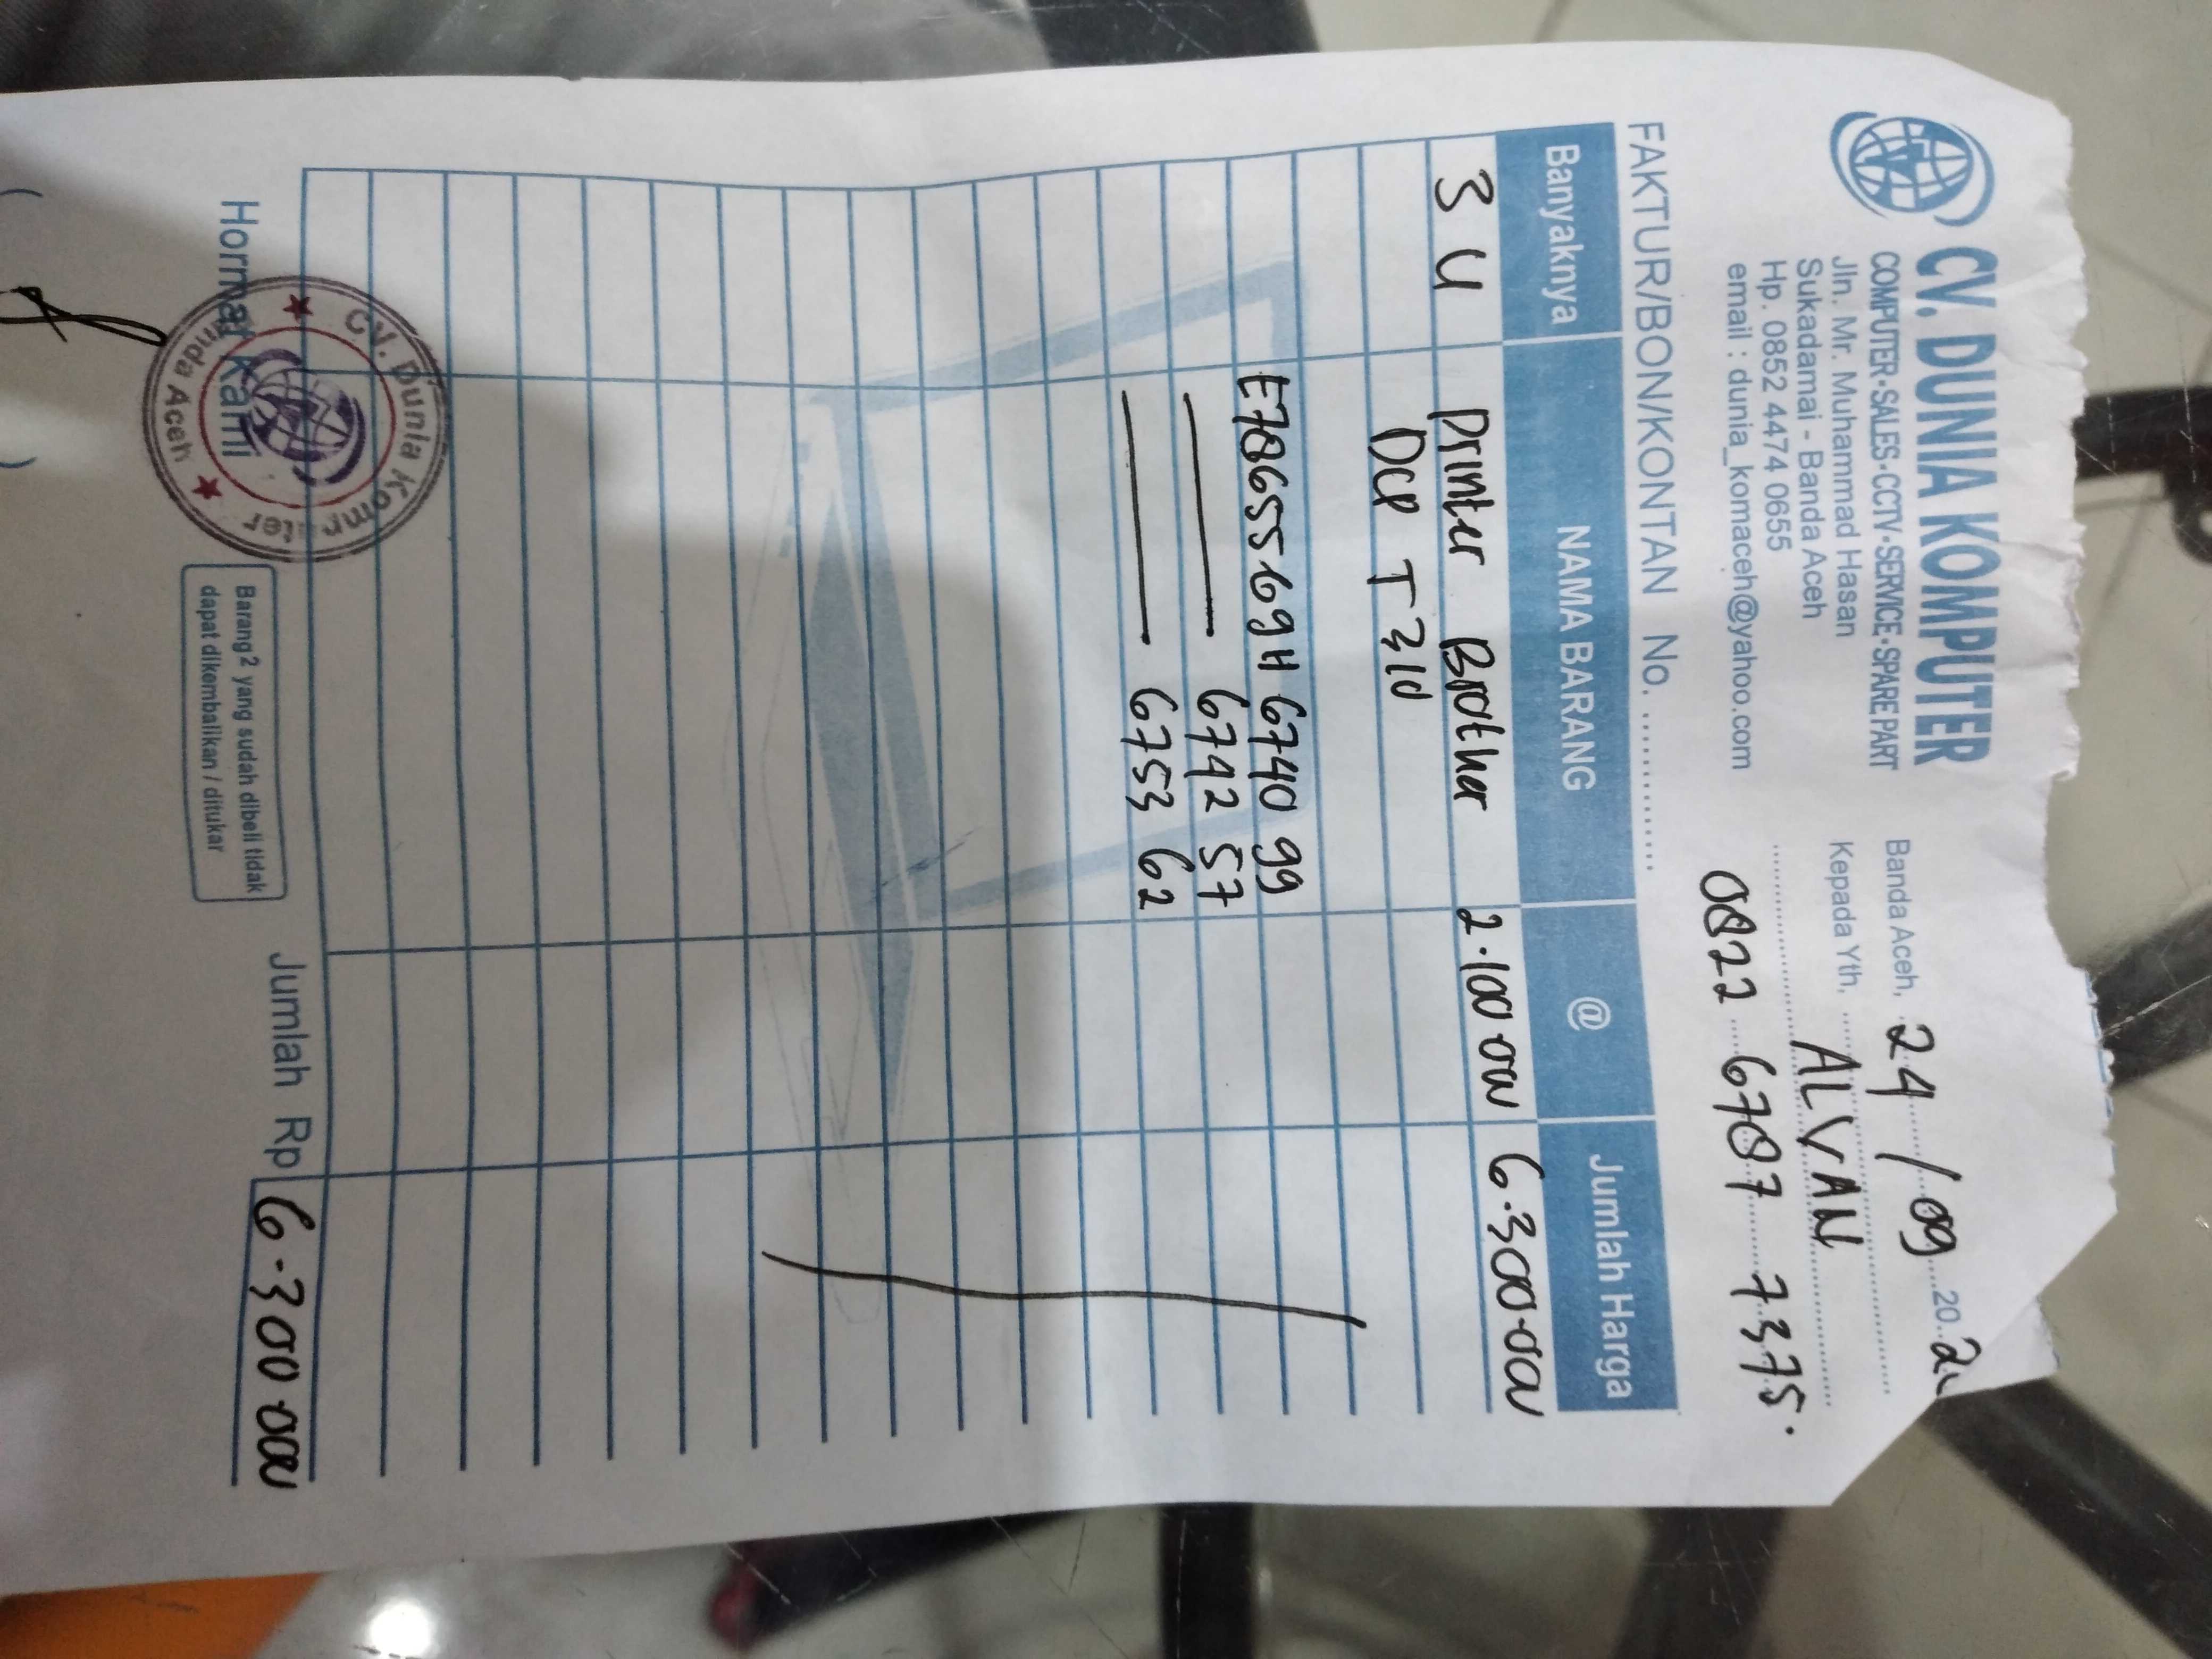 CV. DUNIA KOMPUTER
COMPUTER-SALES-CCTV-SERVICE-SPAREPART
Jln. Mr. Muhammad Hasan
Sukadamai - Banda Aceh
Hp. 0852 4474 0655
email : dunia_komaceh@yahoo.com
Banda Aceh, 24/09 20
Kepada Yth, ALVAN
0822 6787 7375.
FAKTUR/BON/KONTAN No. ..............
Banyaknya NAMA BARANG @ Jumlah Harga
3 U Printer Brother 2.100 000 6.300.000
DCP T310
E78655 69H 6740 99
6742 57
6753 62
Jumlah Rp 6.300 000
Hormat Kami
CV. Dunia Komputer
Banda Aceh
Barang2 yang sudah dibeli tidak
dapat dikembalikan / ditukar
( )